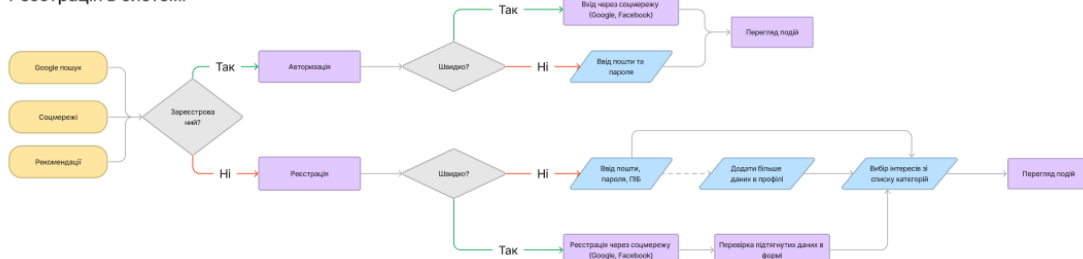 Реєстрація в системі
Так
Вхід через соцмережу
(Google, Facebook)
Перегляд подій
Google пошук
Так
Авторизація
Швидко?
Ні
Ввід пошти та
пароля
Соцмережі
Зареєстрова
ний?
Рекомендації
Ні
Реєстрація
Швидко?
Ні
Ввід пошти,
пароля, ПІБ
Додати більше
даних в профілі
Вибір інтересів зі
списку категорій
Перегляд подій
Так
Реєстрація через соцмережу
(Google, Facebook)
Перевірка підтягнутих даних в
формі